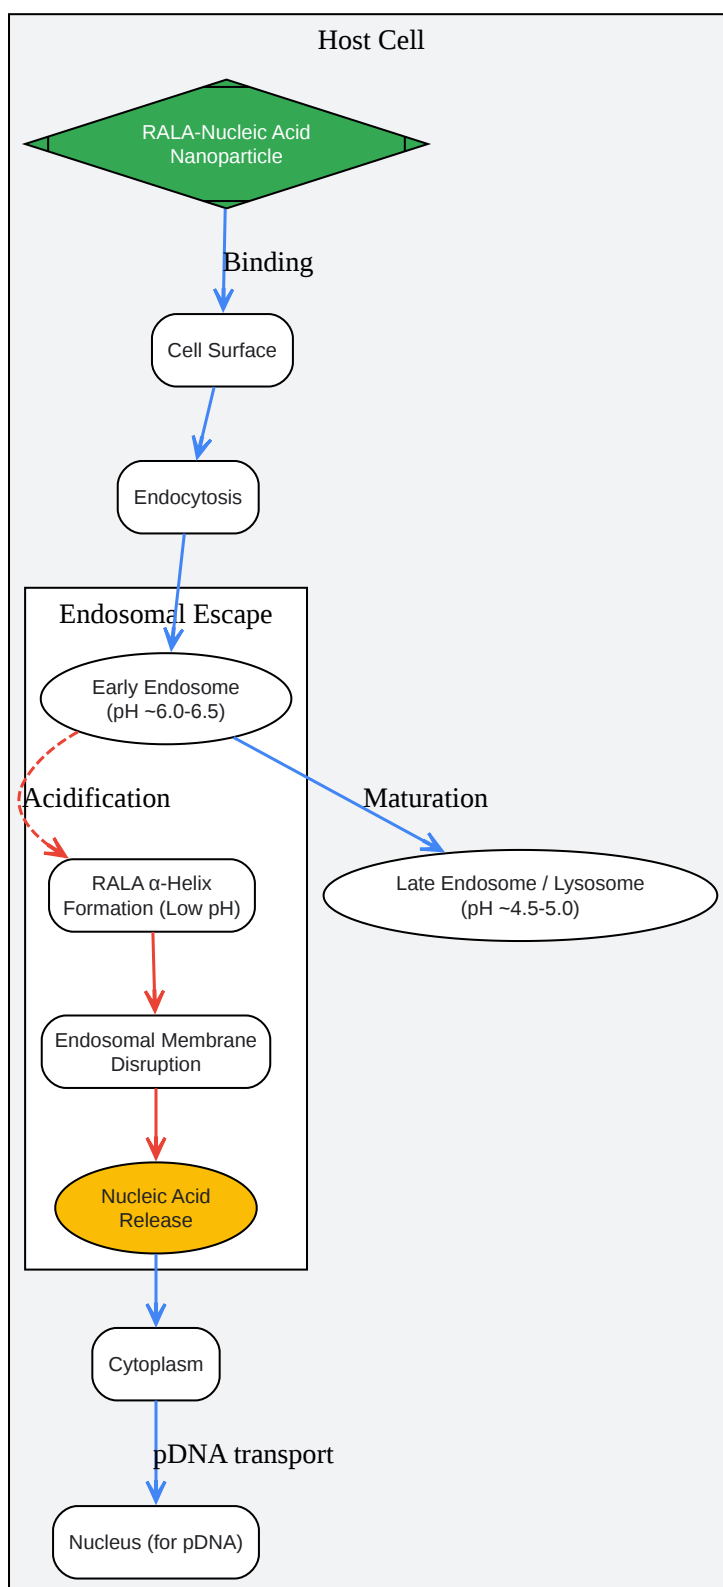 Host Cell
RALA-Nucleic Acid
Nanoparticle
Binding
Cell Surface
Endocytosis
Endosomal Escape
Early Endosome
(pH ~6.0-6.5)
Acidification
Maturation
RALA α-Helix
Formation (Low pH)
Late Endosome / Lysosome
(pH ~4.5-5.0)
Endosomal Membrane
Disruption
Nucleic Acid
Release
Cytoplasm
pDNA transport
Nucleus (for pDNA)